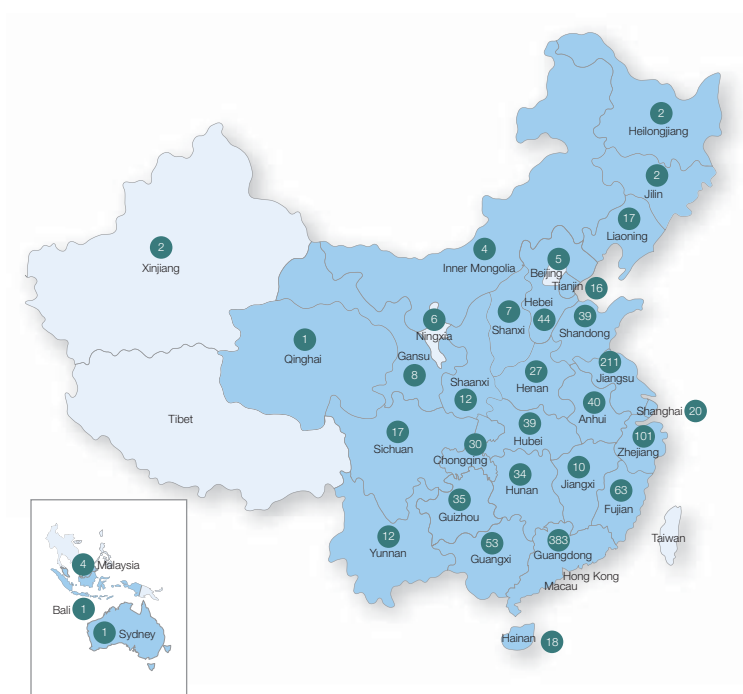 2
Heilongjiang
2
Jilin
17
Liaoning
2
Xinjiang
4
Inner Mongolia
5
Beijing
Tianjin 16
Hebei
44
7
Shanxi
39
Shandong
6
Ningxia
1
Qinghai
Gansu
8
Shaanxi
12
27
Henan
211
Jiangsu
40
Anhui
Shanghai 20
Tibet
17
Sichuan
30
Chongqing
39
Hubei
101
Zhejiang
34
Hunan
10
Jiangxi
63
Fujian
35
Guizhou
12
Yunnan
53
Guangxi
383
Guangdong
Taiwan
Hong Kong
Macau
Hainan 18
4 Malaysia
Bali 1
1 Sydney